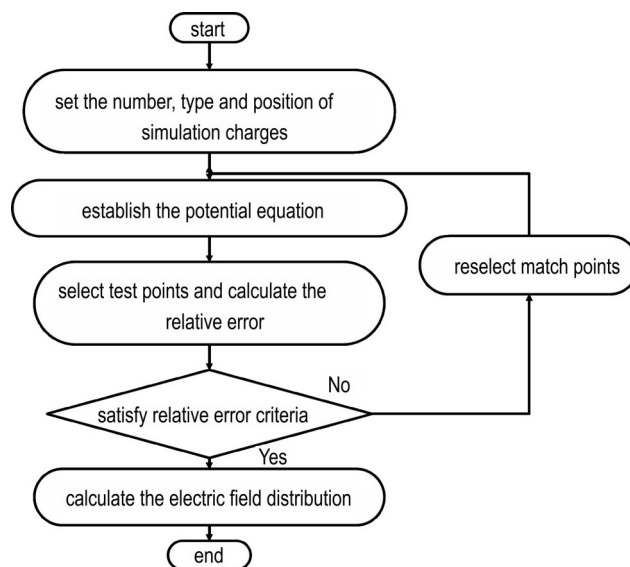 start
set the number, type and position of
simulation charges
establish the potential equation
reselect match points
select test points and calculate the
relative error
No
satisfy relative error criteria
Yes
calculate the electric field distribution
end